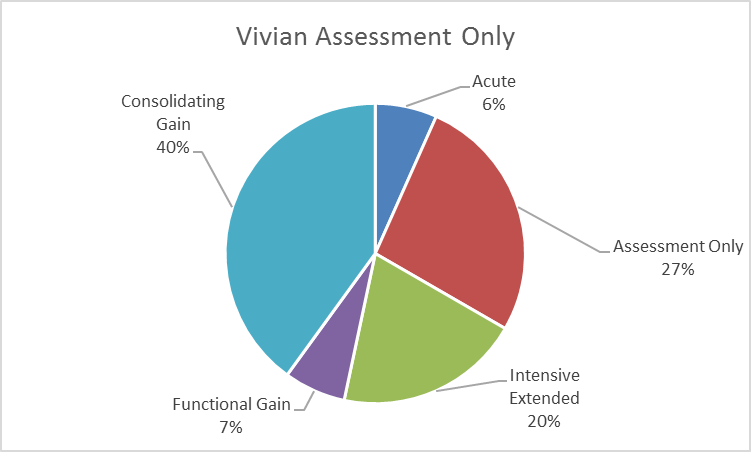 Vivian Assessment Only
Acute
6%
Assessment Only
27%
Intensive
Extended
20%
Functional Gain
7%
Consolidating
Gain
40%